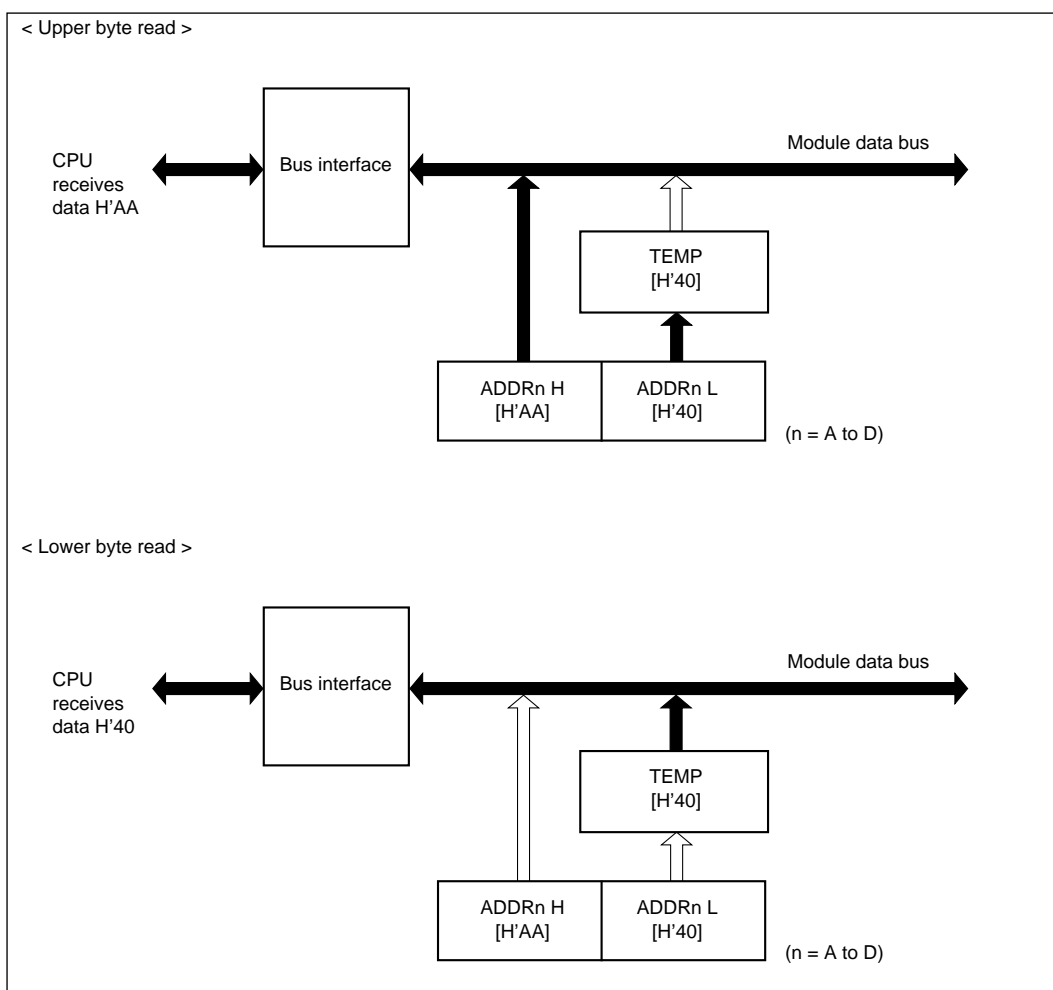 < Upper byte read >
Module data bus
CPU
receives
data H'AA
Bus interface
TEMP
[H'40]
ADDRn H
[H'AA]
ADDRn L
[H'40]
(n = A to D)
< Lower byte read >
Module data bus
CPU
receives
data H'40
Bus interface
TEMP
[H'40]
ADDRn H
[H'AA]
ADDRn L
[H'40]
(n = A to D)